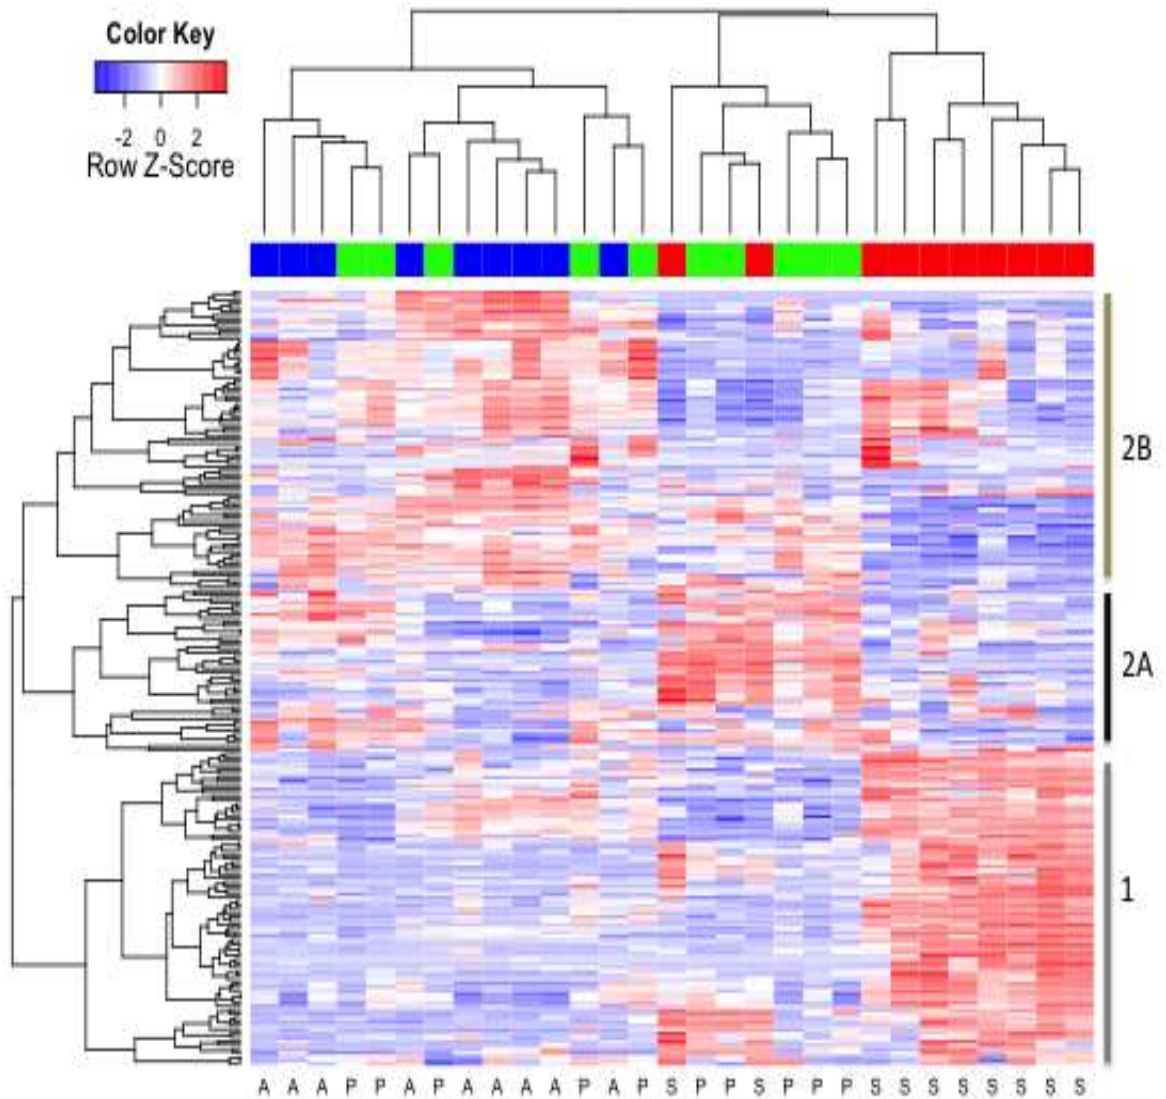 Color Key
-2 0 2
Row Z-Score
2B
2A
1
A A A P P A P A A A A P A P S P P S P P P S S S S S S S S